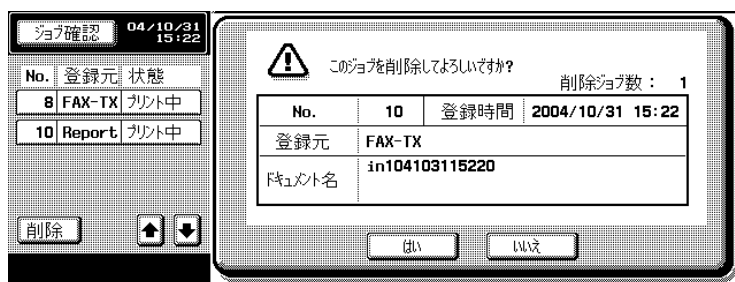 ジョブ確認 04/10/31 15:22
No. 登録元 状態
8 FAX-TX プリント中
10 Report プリント中
削除
このジョブを削除してよろしいですか?
削除ジョブ数: 1
No. 10 登録時間 2004/10/31 15:22
登録元 FAX-TX
ドキュメント名 in104103115220
はい いいえ